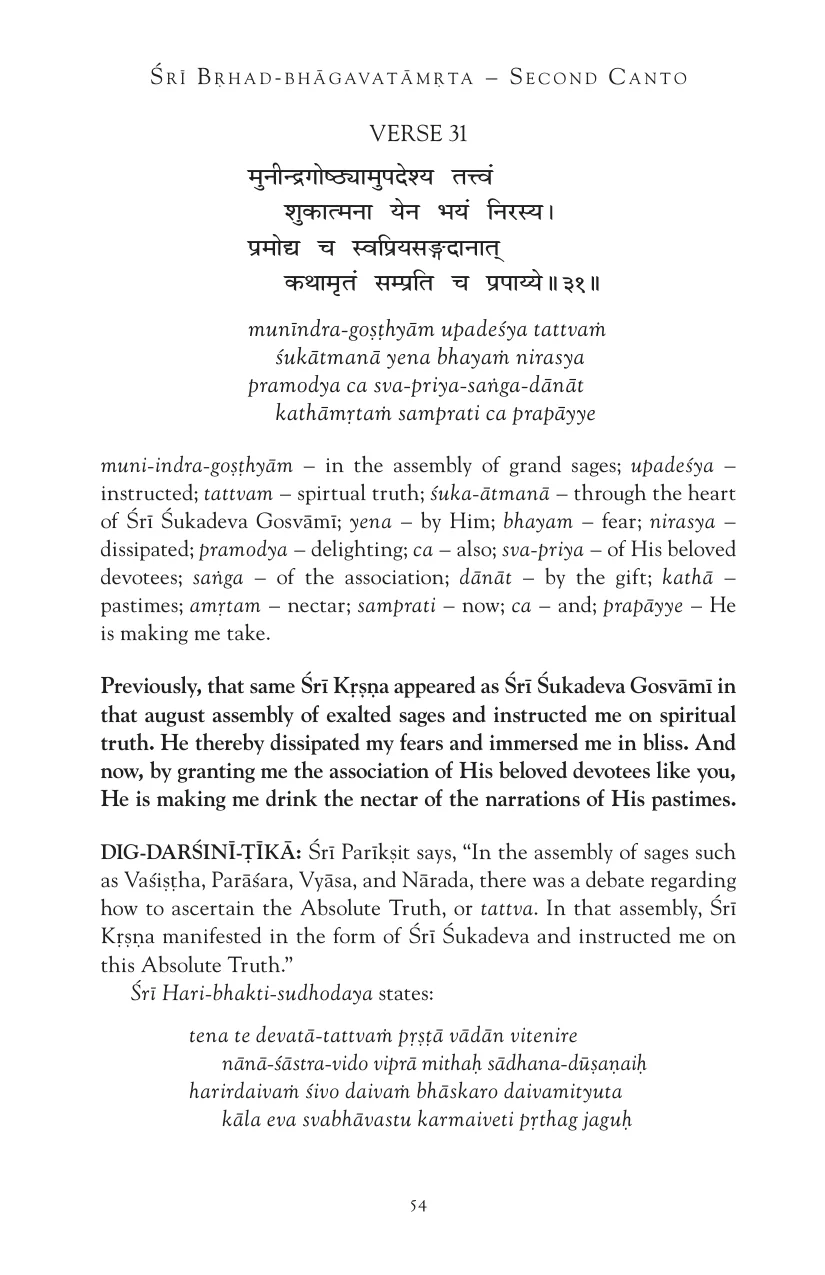 ŚRĪ BṚHAD-BHĀGAVATĀMṚTA – SECOND CANTO
VERSE 31
मुनीन्द्रगोष्ठ्यामुपदेश्य तत्त्वं
शुकात्मना येन भयं निरस्य।
प्रमोद्य च स्वप्रियसङ्गदानात्
कथामृतं सम्प्रति च प्रपाय्ये॥३१॥
munīndra-goṣṭhyām upadeśya tattvaṁ
śukātmanā yena bhayaṁ nirasya
pramodya ca sva-priya-saṅga-dānāt
kathāmṛtaṁ samprati ca prapāyye
muni-indra-goṣṭhyām – in the assembly of grand sages; upadeśya –
instructed; tattvam – spirtual truth; śuka-ātmanā – through the heart
of Śrī Śukadeva Gosvāmī; yena – by Him; bhayam – fear; nirasya –
dissipated; pramodya – delighting; ca – also; sva-priya – of His beloved
devotees; saṅga – of the association; dānāt – by the gift; kathā –
pastimes; amṛtam – nectar; samprati – now; ca – and; prapāyye – He
is making me take.
Previously, that same Śrī Kṛṣṇa appeared as Śrī Śukadeva Gosvāmī in
that august assembly of exalted sages and instructed me on spiritual
truth. He thereby dissipated my fears and immersed me in bliss. And
now, by granting me the association of His beloved devotees like you,
He is making me drink the nectar of the narrations of His pastimes.
DIG-DARŚINĪ-ṬĪKĀ: Śrī Parīkṣit says, “In the assembly of sages such
as Vaśiṣṭha, Parāśara, Vyāsa, and Nārada, there was a debate regarding
how to ascertain the Absolute Truth, or tattva. In that assembly, Śrī
Kṛṣṇa manifested in the form of Śrī Śukadeva and instructed me on
this Absolute Truth.”
Śrī Hari-bhakti-sudhodaya states:
tena te devatā-tattvaṁ pṛṣṭā vādān vitenire
nānā-śāstra-vido viprā mithaḥ sādhana-dūṣaṇaiḥ
harirdaivaṁ śivo daivaṁ bhāskaro daivamityuta
kāla eva svabhāvastu karmaiveti pṛthag jaguḥ
54